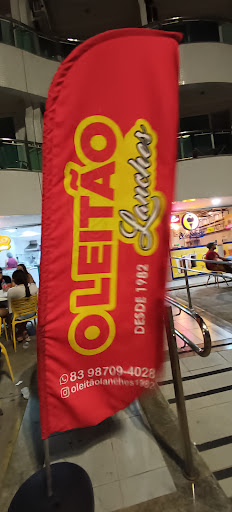 OLEITÃO
Lanches
DESDE 1982
83 98709-4028
oleitãolanches1982